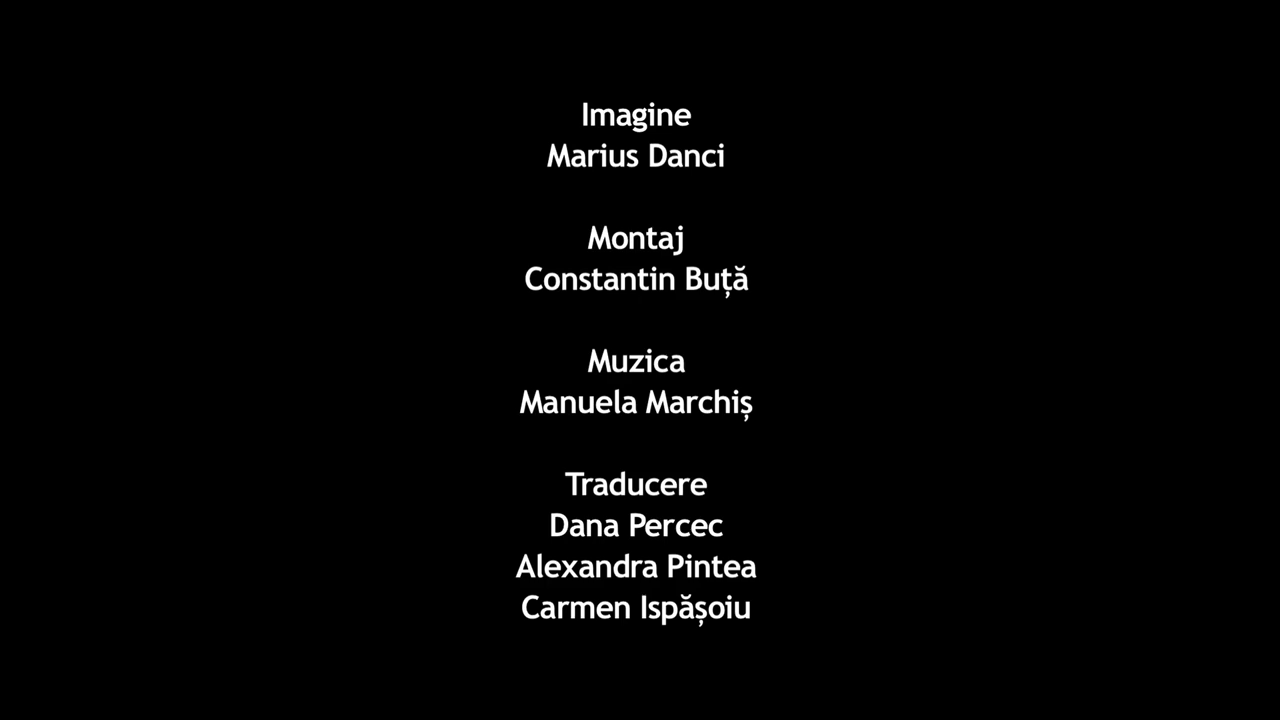 Imagine
Marius Danci
Montaj
Constantin Buță
Muzica
Manuela Marchiș
Traducere
Dana Percec
Alexandra Pintea
Carmen Ispășoiu